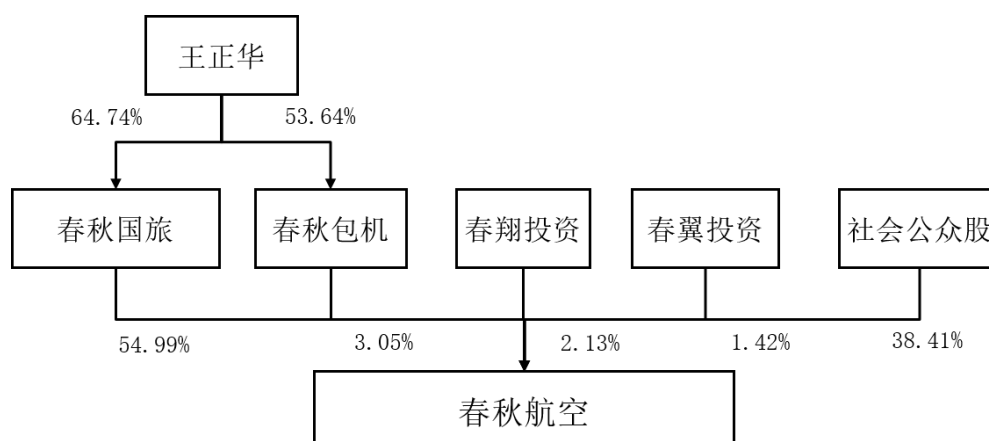 王正华
64.74%
53.64%
春秋国旅
春秋包机
春翔投资
春翼投资
社会公众股
54.99%
3.05%
2.13%
1.42%
38.41%
春秋航空